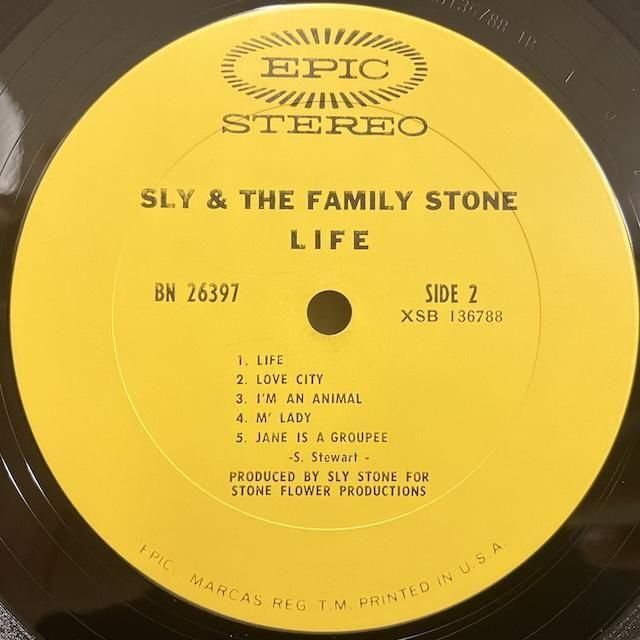 EPIC
STEREO
SLY & THE FAMILY STONE
LIFE
BN 26397
SIDE 2
XSB 136788
1. LIFE
2. LOVE CITY
3. I'M AN ANIMAL
4. M' LADY
5. JANE IS A GROUPEE
-S. Stewart -
PRODUCED BY SLY STONE FOR
STONE FLOWER PRODUCTIONS
EPIC. MARCAS REG. T.M. PRINTED IN U.S.A.